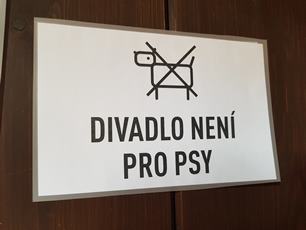 DIVADLO NENÍ
PRO PSY